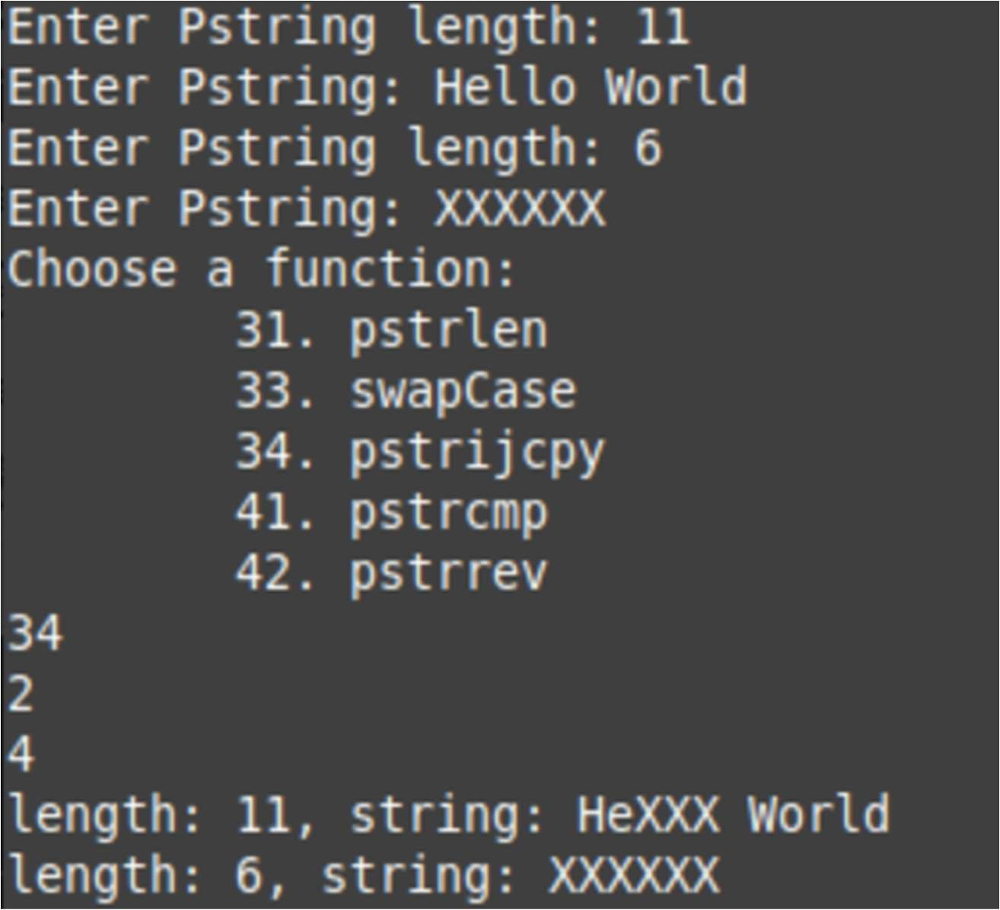 Enter Pstring length: 11
Enter Pstring: Hello World
Enter Pstring length: 6
Enter Pstring: XXXXXX
Choose a function:
        31. pstrlen
        33. swapCase
        34. pstrijcpy
        41. pstrcmp
        42. pstrrev
34
2
4
length: 11, string: HeXXX World
length: 6, string: XXXXXX